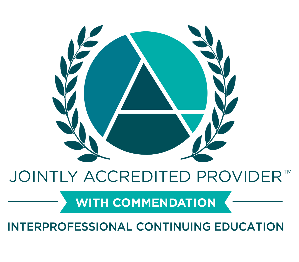 JOINTLY ACCREDITED PROVIDER™
WITH COMMENDATION
INTERPROFESSIONAL CONTINUING EDUCATION